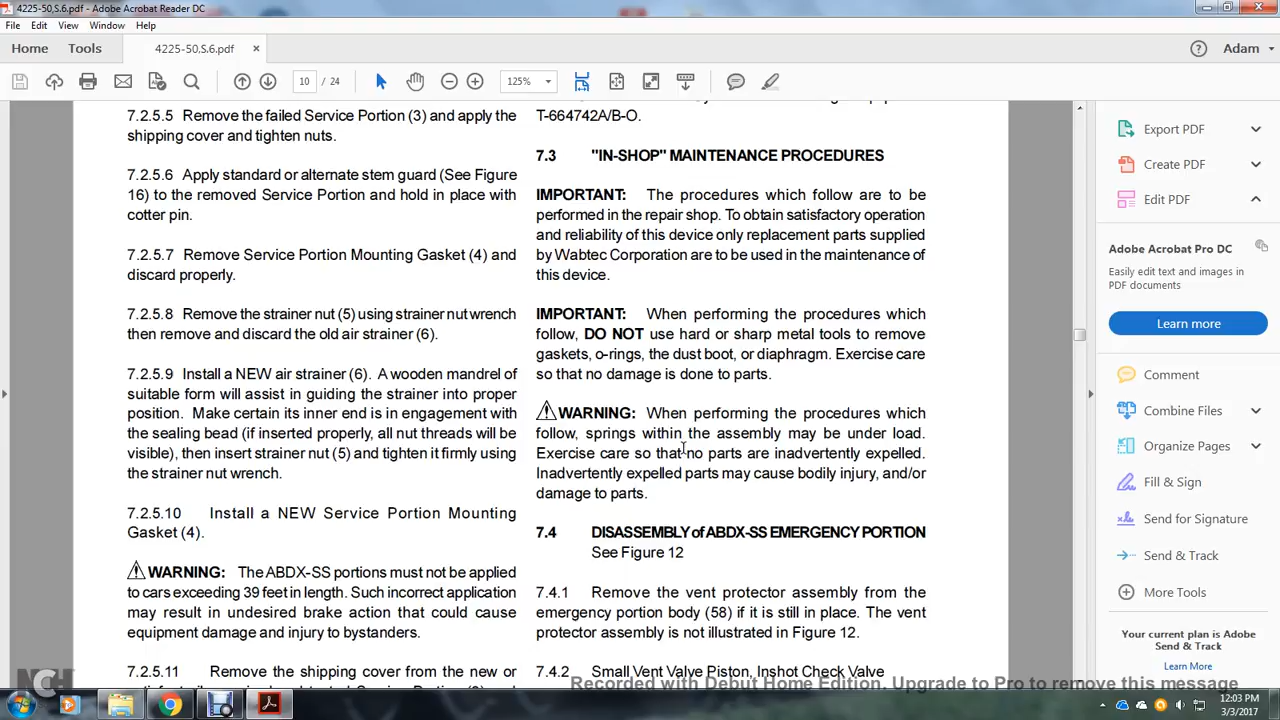 4225-50,S.6.pdf - Adobe Acrobat Reader DC
File Edit View Window Help
Home Tools 4225-50,S.6.pdf × Adam
10 / 24 125%
7.2.5.5 Remove the failed Service Portion (3) and apply the
shipping cover and tighten nuts.
7.2.5.6 Apply standard or alternate stem guard (See Figure
16) to the removed Service Portion and hold in place with
cotter pin.
7.2.5.7 Remove Service Portion Mounting Gasket (4) and
discard properly.
7.2.5.8 Remove the strainer nut (5) using strainer nut wrench
then remove and discard the old air strainer (6).
7.2.5.9 Install a NEW air strainer (6). A wooden mandrel of
suitable form will assist in guiding the strainer into proper
position. Make certain its inner end is in engagement with
the sealing bead (if inserted properly, all nut threads will be
visible), then insert strainer nut (5) and tighten it firmly using
the strainer nut wrench.
7.2.5.10 Install a NEW Service Portion Mounting
Gasket (4).
WARNING: The ABDX-SS portions must not be applied
to cars exceeding 39 feet in length. Such incorrect application
may result in undesired brake action that could cause
equipment damage and injury to bystanders.
7.2.5.11 Remove the shipping cover from the new or
T-664742A/B-O.
7.3 "IN-SHOP" MAINTENANCE PROCEDURES
IMPORTANT: The procedures which follow are to be
performed in the repair shop. To obtain satisfactory operation
and reliability of this device only replacement parts supplied
by Wabtec Corporation are to be used in the maintenance of
this device.
IMPORTANT: When performing the procedures which
follow, DO NOT use hard or sharp metal tools to remove
gaskets, o-rings, the dust boot, or diaphragm. Exercise care
so that no damage is done to parts.
WARNING: When performing the procedures which
follow, springs within the assembly may be under load.
Exercise care so that no parts are inadvertently expelled.
Inadvertently expelled parts may cause bodily injury, and/or
damage to parts.
7.4 DISASSEMBLY of ABDX-SS EMERGENCY PORTION
See Figure 12
7.4.1 Remove the vent protector assembly from the
emergency portion body (58) if it is still in place. The vent
protector assembly is not illustrated in Figure 12.
7.4.2 Small Vent Valve Piston, Inshot Check Valve
Export PDF
Create PDF
Edit PDF
Adobe Acrobat Pro DC
Easily edit text and images in
PDF documents
Learn more
Comment
Combine Files
Organize Pages
Fill & Sign
Send for Signature
Send & Track
More Tools
Your current plan is Adobe
Send & Track
Learn More
NCH
Recorded with Debut Home Edition. Upgrade to Pro to remove this message
12:03 PM
3/3/2017